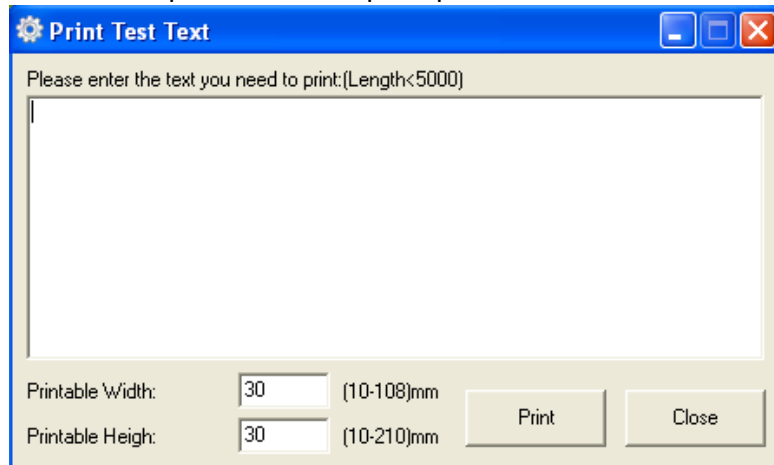 Print Test Text
Please enter the text you need to print:(Length<5000)
Printable Width: 30 (10-108)mm
Printable Heigh: 30 (10-210)mm
Print Close